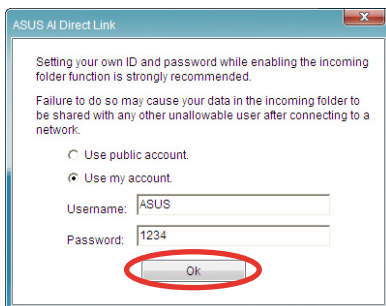 ASUS AI Direct Link
Setting your own ID and password while enabling the incoming
folder function is strongly recommended.
Failure to do so may cause your data in the incoming folder to
be shared with any other unallowable user after connecting to a
network.
Use public account.
Use my account.
Username: ASUS
Password: 1234
Ok